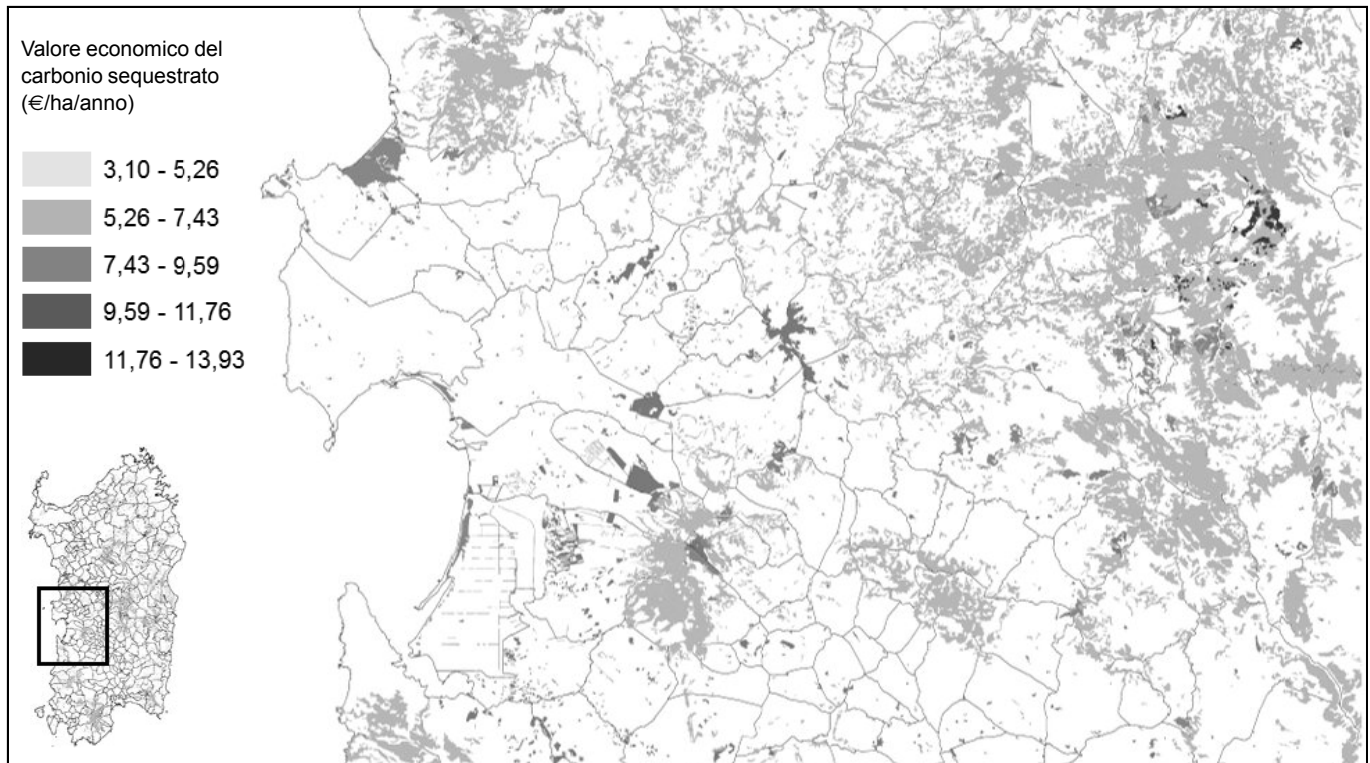 Valore economico del
carbonio sequestrato
(€/ha/anno)
3,10 - 5,26
5,26 - 7,43
7,43 - 9,59
9,59 - 11,76
11,76 - 13,93